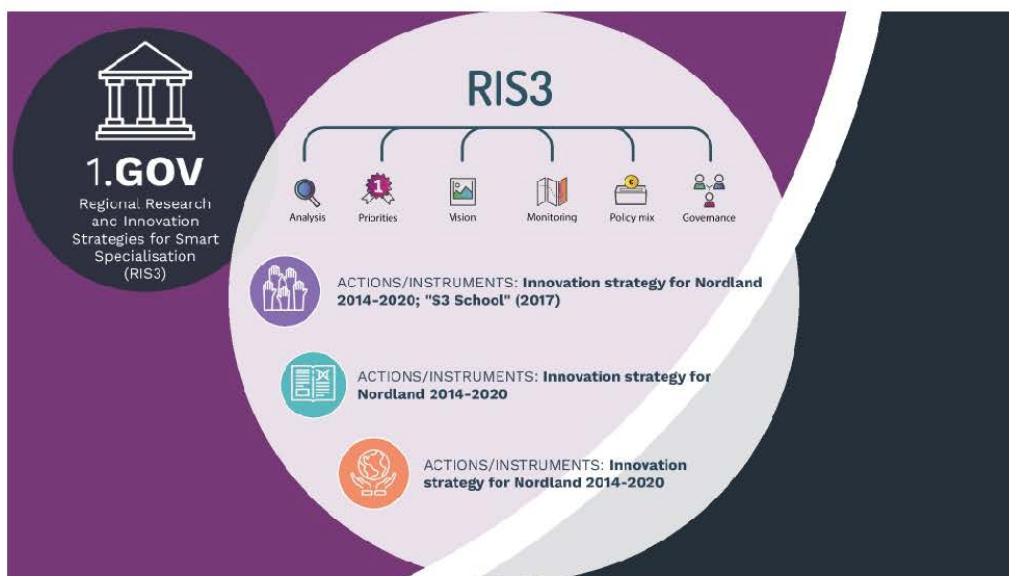 1.GOV
Regional Research
and Innovation
Strategies for Smart
Specialisation
(RIS3)
RIS3
Analysis
1
Priorities
Vision
Monitoring
€
Policy mix
Governance
ACTIONS/INSTRUMENTS: Innovation strategy for Nordland
2014-2020; "S3 School" (2017)
ACTIONS/INSTRUMENTS: Innovation strategy for
Nordland 2014-2020
ACTIONS/INSTRUMENTS: Innovation
strategy for Nordland 2014-2020